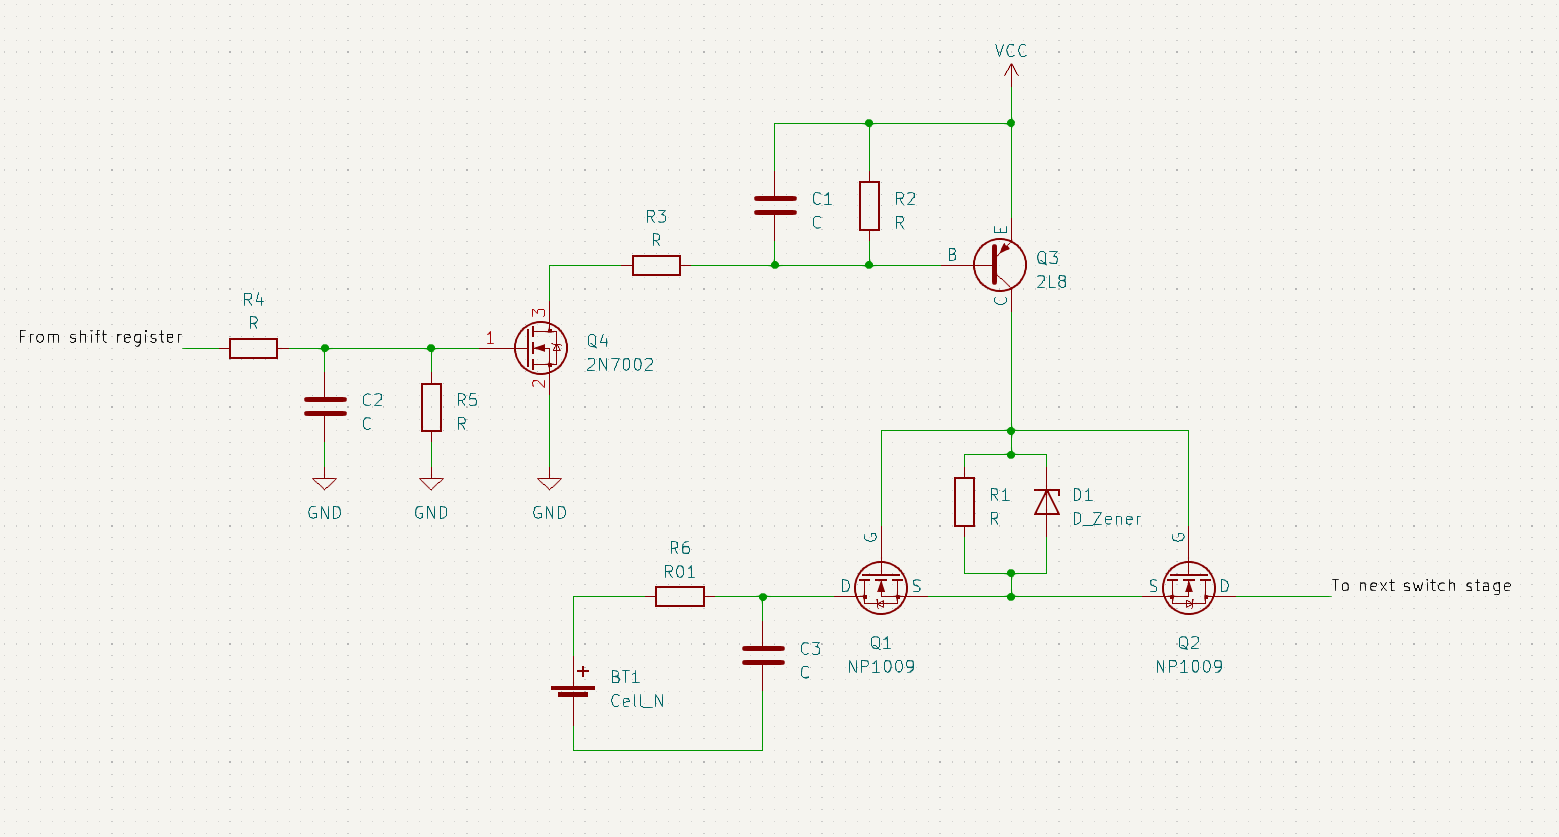 VCC
C1
C
R2
R
R3
R
B
E
Q3
2L8
C
R4
R
From shift register
1
3
Q4
2N7002
2
C2
C
R5
R
GND
GND
GND
R1
R
D1
D_Zener
G
G
R6
R01
D
S
S
D
To next switch stage
Q1
NP1009
Q2
NP1009
C3
C
+
BT1
Cell_N